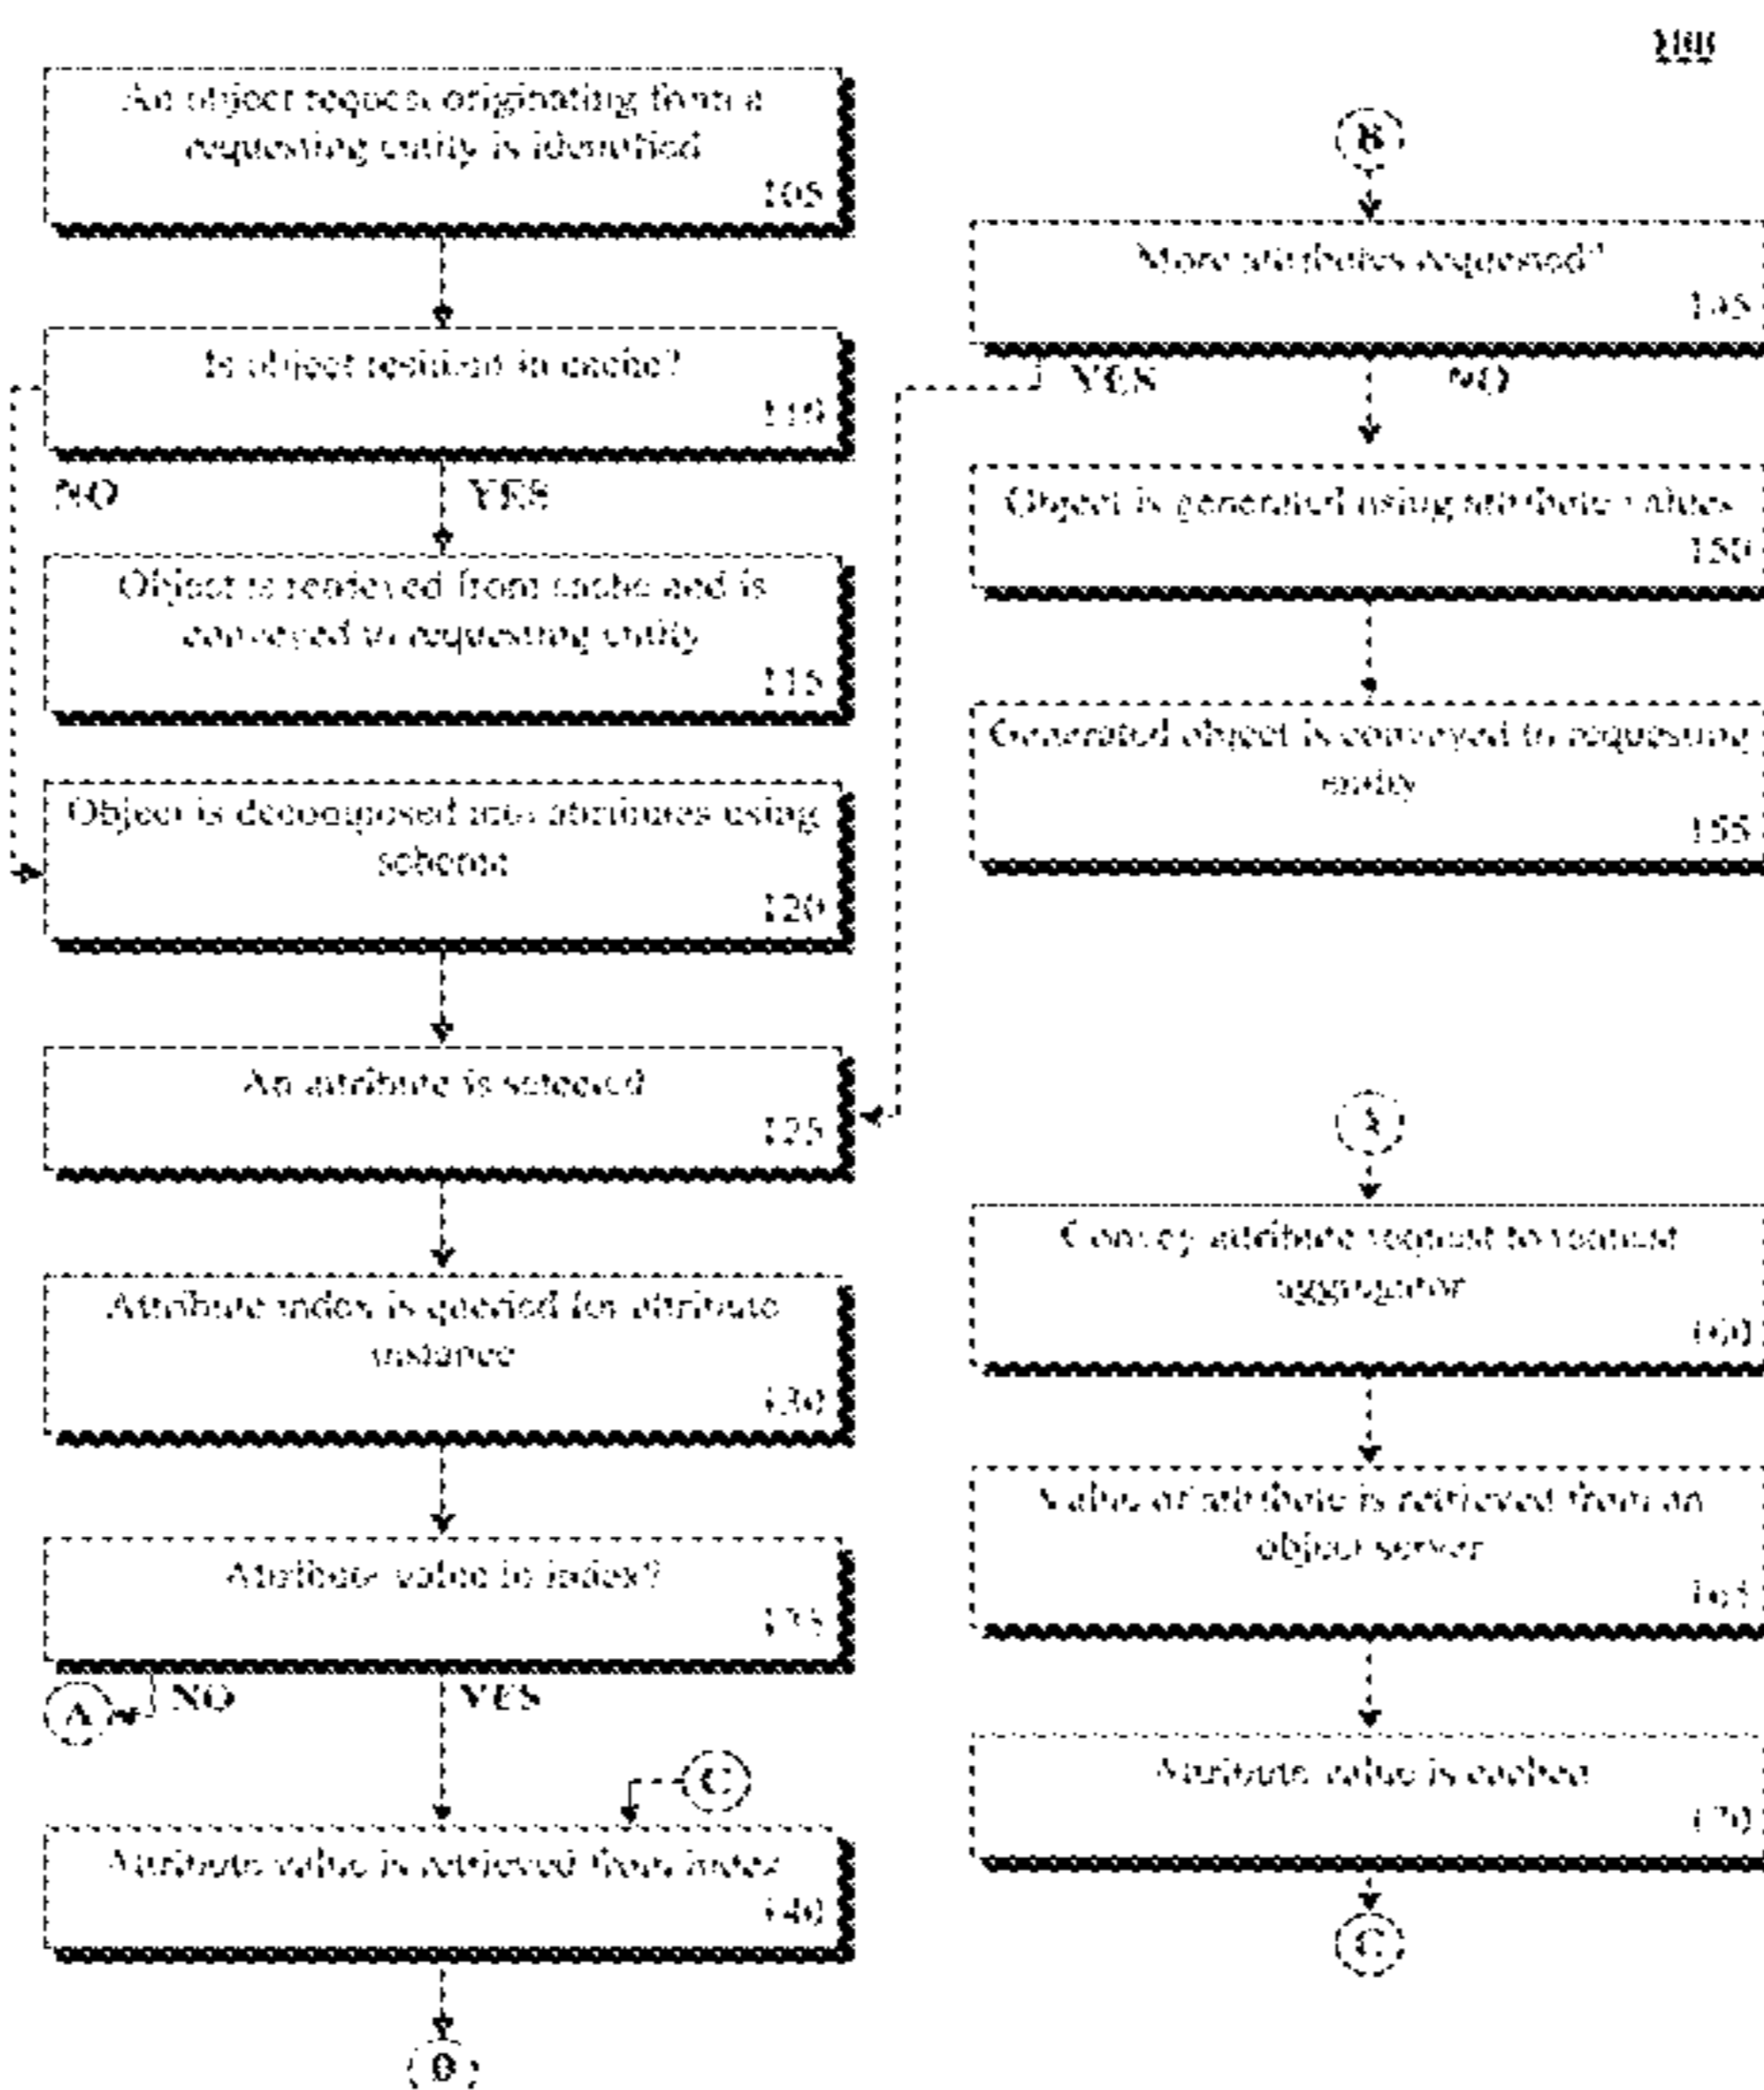 100
An object request originating from a
requesting entity is identified
105
Is object resident in cache?
110
NO
YES
Object is retrieved from cache and is
conveyed to requesting entity
115
Object is decomposed into attributes using
schema
120
An attribute is selected
125
Attribute index is queried for attribute
instance
130
Attribute value in index?
135
A
NO
YES
C
Attribute value is retrieved from index
140
B
B
More attributes requested?
145
YES
NO
Object is generated using attribute values
150
Generated object is conveyed to requesting
entity
155
A
Convey attribute request to request
aggregator
160
Value of attribute is retrieved from an
object server
165
Attribute value is cached
170
C